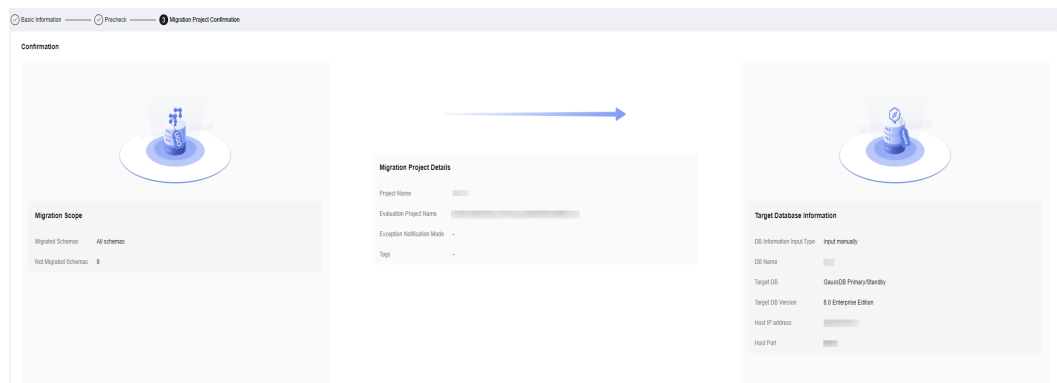 Basic Information
Precheck
3 Migration Project Confirmation
Confirmation
Migration Scope
Migrated Schemas All schemas
Not Migrated Schemas 0
Migration Project Details
Project Name
Evaluation Project Name
Exception Notification Mode -
Tags -
Target Database Information
DB Information Input Type Input manually
DB Name
Target DB GaussDB Primary/Standby
Target DB Version 8.0 Enterprise Edition
Host IP address
Host Port